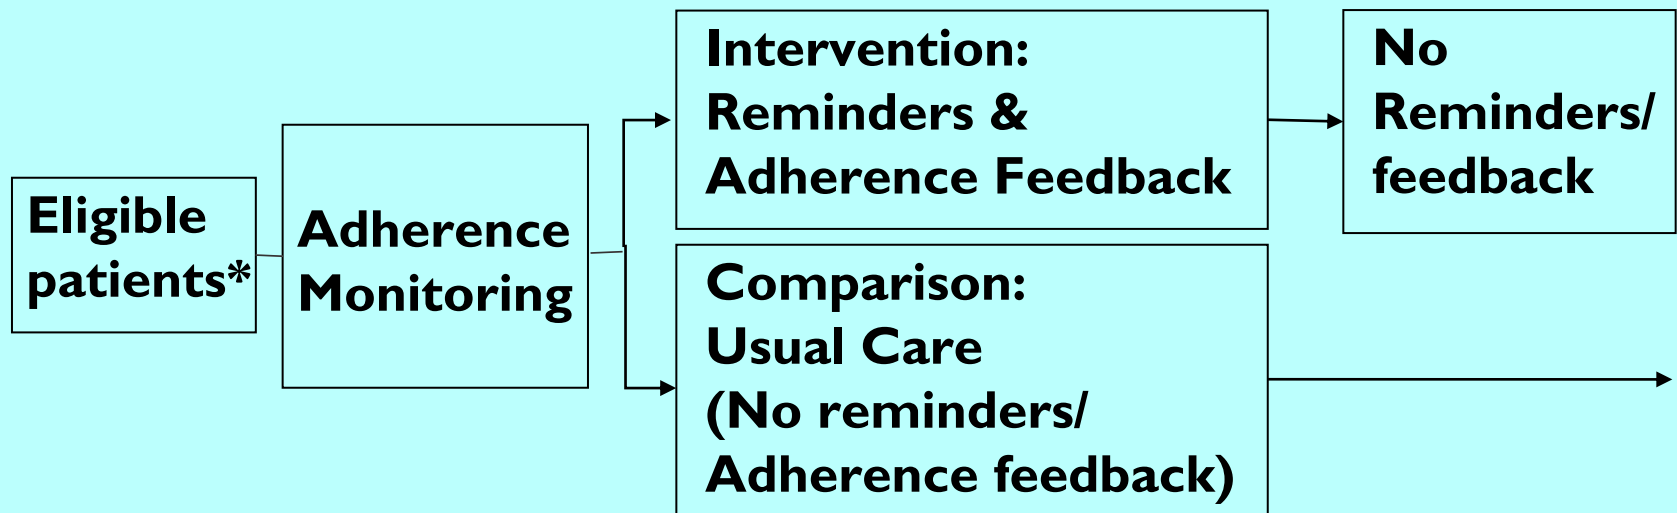 Eligible
patients*
Adherence
Monitoring
Intervention:
Reminders &
Adherence Feedback
No
Reminders/
feedback
Comparison:
Usual Care
(No reminders/
Adherence feedback)